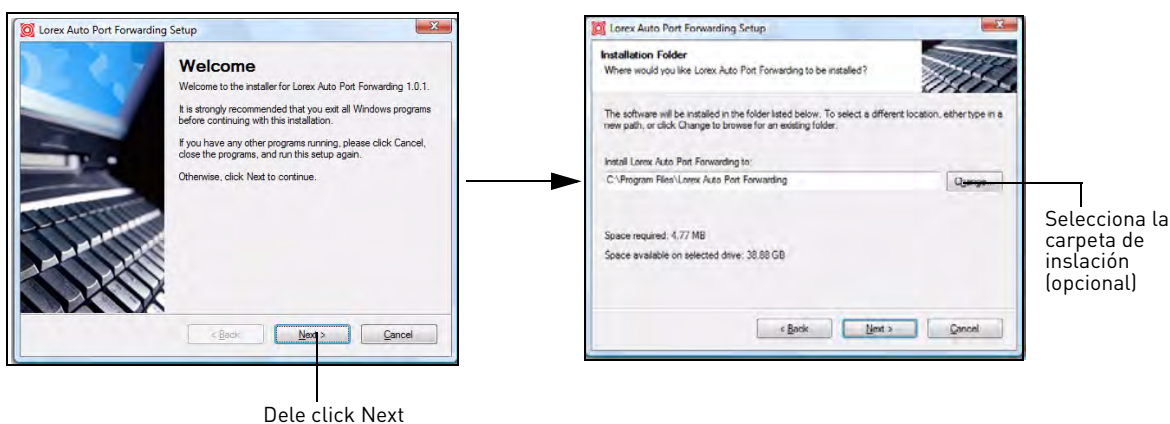 Lorex Auto Port Forwarding Setup
Welcome
Welcome to the installer for Lorex Auto Port Forwarding 1.0.1.
It is strongly recommended that you exit all Windows programs
before continuing with this installation.
If you have any other programs running, please click Cancel,
close the programs, and run this setup again.
Otherwise, click Next to continue.
< Back
Next >
Cancel
Dele click Next
Lorex Auto Port Forwarding Setup
Installation Folder
Where would you like Lorex Auto Port Forwarding to be installed?
The software will be installed in the folder listed below. To select a different location, either type in a
new path, or click Change to browse for an existing folder.
Install Lorex Auto Port Forwarding to:
C:\Program Files\Lorex Auto Port Forwarding
Change...
Space required: 4.77 MB
Space available on selected drive: 38.88 GB
< Back
Next >
Cancel
Selecciona la
carpeta de
inslación
(opcional)